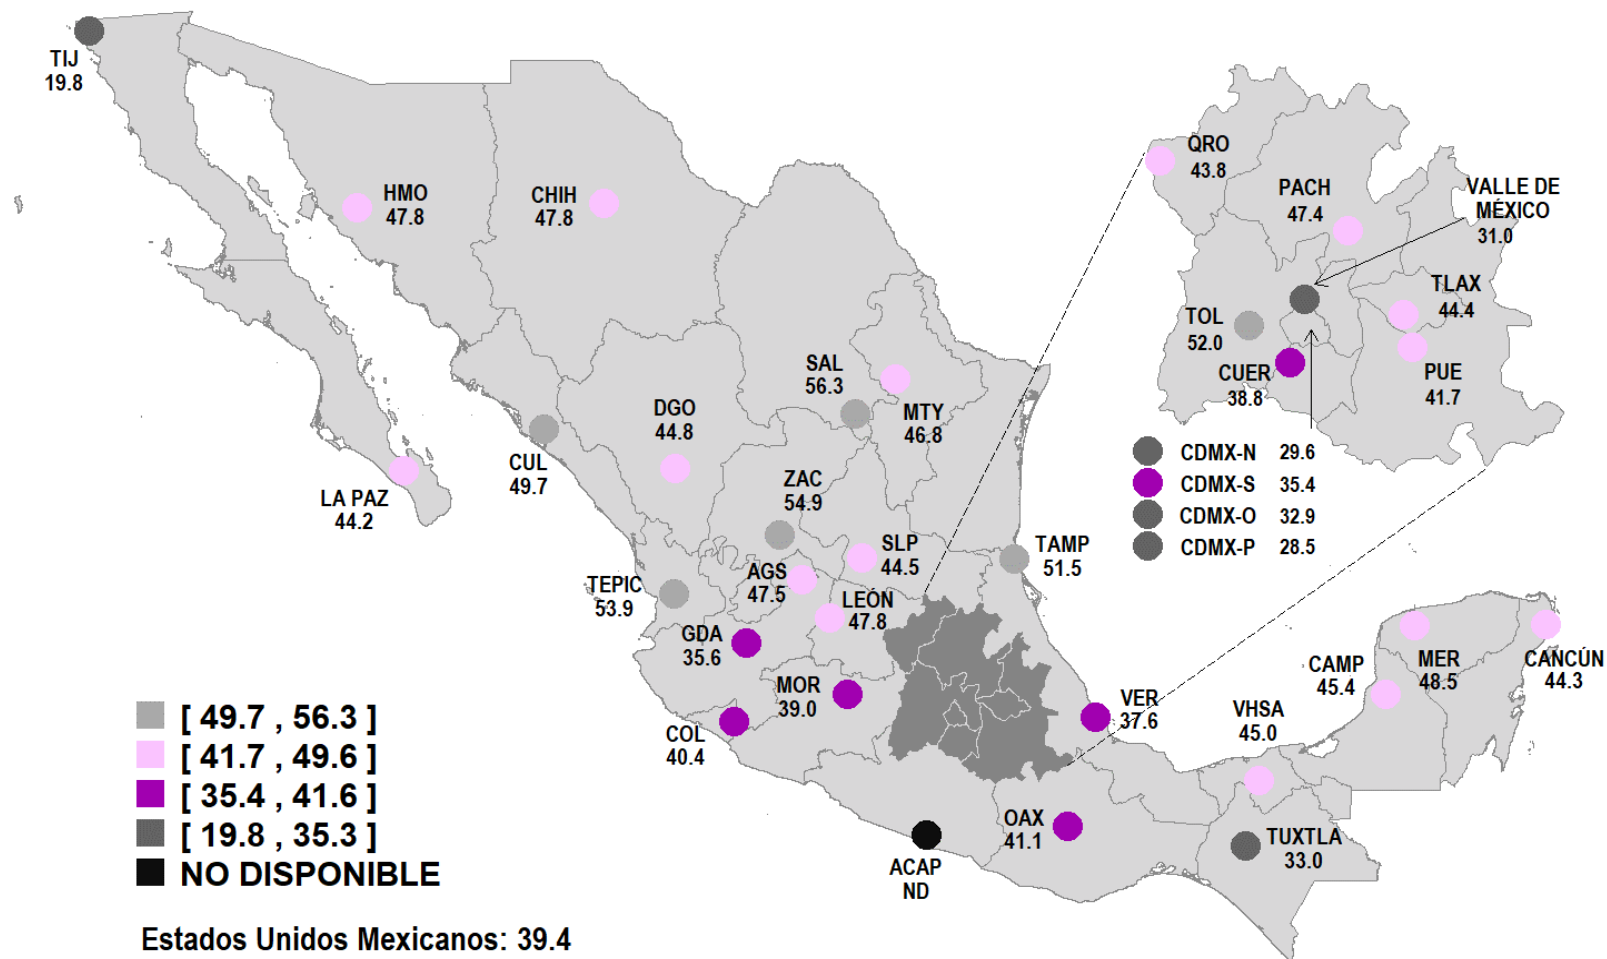 TIJ
19.8
HMO
47.8
CHIH
47.8
QRO
43.8
PACH
47.4
VALLE DE
MÉXICO
31.0
TLAX
44.4
TOL
52.0
CUER
38.8
PUE
41.7
CDMX-N 29.6
CDMX-S 35.4
CDMX-O 32.9
CDMX-P 28.5
SAL
56.3
MTY
46.8
DGO
44.8
CUL
49.7
LA PAZ
44.2
ZAC
54.9
SLP
44.5
TAMP
51.5
AGS
47.5
TEPIC
53.9
LEÓN
47.8
GDA
35.6
MOR
39.0
COL
40.4
VER
37.6
CAMP
45.4
MER
48.5
CANCÚN
44.3
VHSA
45.0
OAX
41.1
TUXTLA
33.0
ACAP
ND
[ 49.7 , 56.3 ]
[ 41.7 , 49.6 ]
[ 35.4 , 41.6 ]
[ 19.8 , 35.3 ]
NO DISPONIBLE
Estados Unidos Mexicanos: 39.4